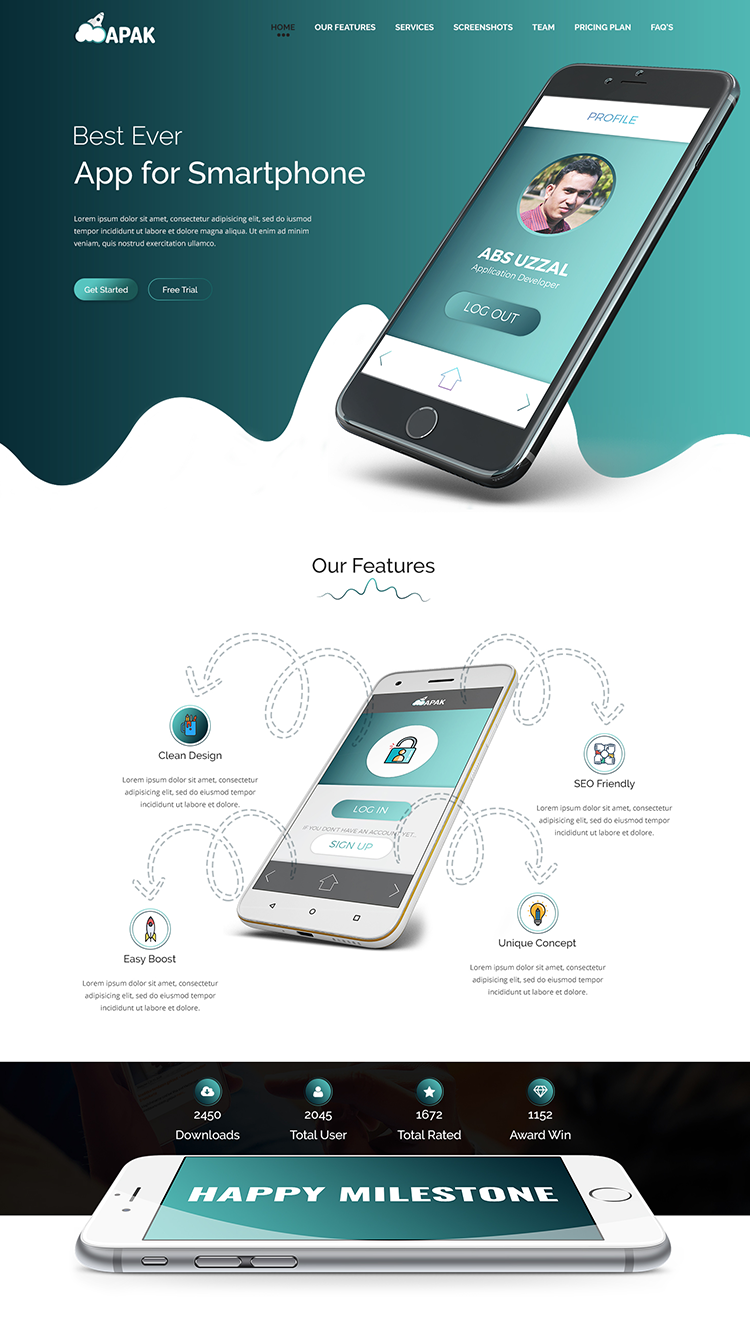 APAK
HOME OUR FEATURES SERVICES SCREENSHOTS TEAM PRICING PLAN FAQ'S
Best Ever
App for Smartphone
Lorem ipsum dolor sit amet, consectetur adipisicing elit, sed do iusmod
tempor incididunt ut labore et dolore magna aliqua. Ut enim ad minim
veniam, quis nostrud exercitation ullamco.
Get Started
Free Trial
PROFILE
ABS UZZAL
Application Developer
LOG OUT
Our Features
Clean Design
Lorem ipsum dolor sit amet, consectetur
adipisicing elit, sed do eiusmod tempor
incididunt ut labore et dolore.
APAK
LOG IN
IF YOU DON'T HAVE AN ACCOUNT YET..
SIGN UP
SEO Friendly
Lorem ipsum dolor sit amet, consectetur
adipisicing elit, sed do eiusmod tempor
incididunt ut labore et dolore.
Easy Boost
Lorem ipsum dolor sit amet, consectetur
adipisicing elit, sed do eiusmod tempor
incididunt ut labore et dolore.
Unique Concept
Lorem ipsum dolor sit amet, consectetur
adipisicing elit, sed do eiusmod tempor
incididunt ut labore et dolore.
2450 2045 1672 1152
Downloads Total User Total Rated Award Win
HAPPY MILESTONE